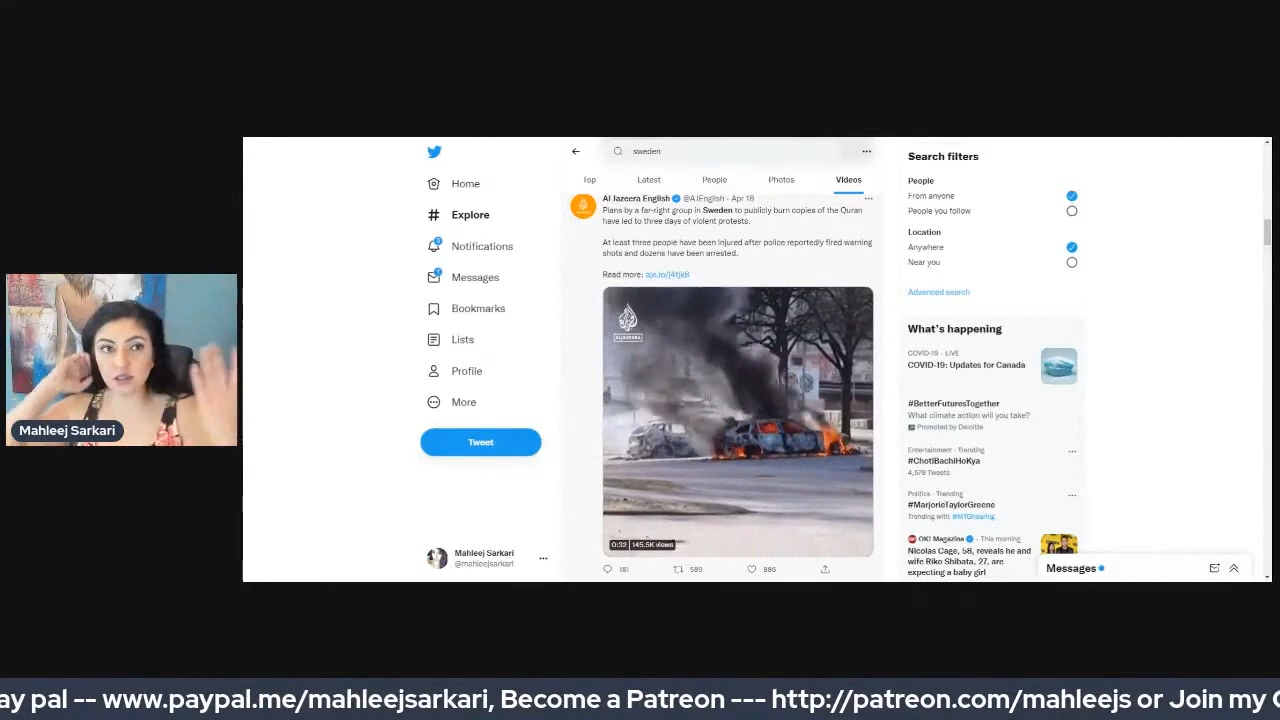 Mahleej Sarkari
Home
Explore
Notifications
Messages
Bookmarks
Lists
Profile
More
Tweet
Mahleej Sarkari
@mahleejsarkari
sweden
Top Latest People Photos Videos
Al Jazeera English @AJEnglish · Apr 18
Plans by a far-right group in Sweden to publicly burn copies of the Quran
have led to three days of violent protests.
At least three people have been injured after police reportedly fired warning
shots and dozens have been arrested.
Read more: aje.io/j4fjk8
ALJAZEERA
0:32 145.5K views
181 589 886
Search filters
People
From anyone
People you follow
Location
Anywhere
Near you
Advanced search
What's happening
COVID-19 · LIVE
COVID-19: Updates for Canada
#BetterFuturesTogether
What climate action will you take?
Promoted by Deloitte
Entertainment · Trending
#ChotiBachiHoKya
4,578 Tweets
Politics · Trending
#MarjorieTaylorGreene
Trending with #MTGhearing
OK! Magazine · This morning
Nicolas Cage, 58, reveals he and
wife Riko Shibata, 27, are
expecting a baby girl
Messages
ay pal -- www.paypal.me/mahleejsarkari, Become a Patreon --- http://patreon.com/mahleejs or Join my